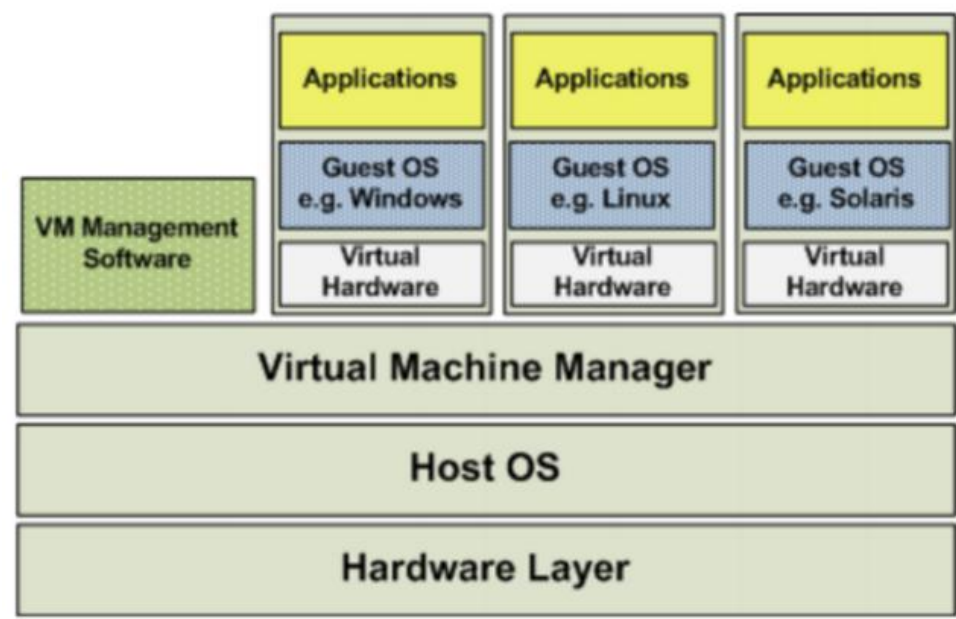 Applications
Applications
Applications
Guest OS
e.g. Windows
Guest OS
e.g. Linux
Guest OS
e.g. Solaris
VM Management
Software
Virtual
Hardware
Virtual
Hardware
Virtual
Hardware
Virtual Machine Manager
Host OS
Hardware Layer